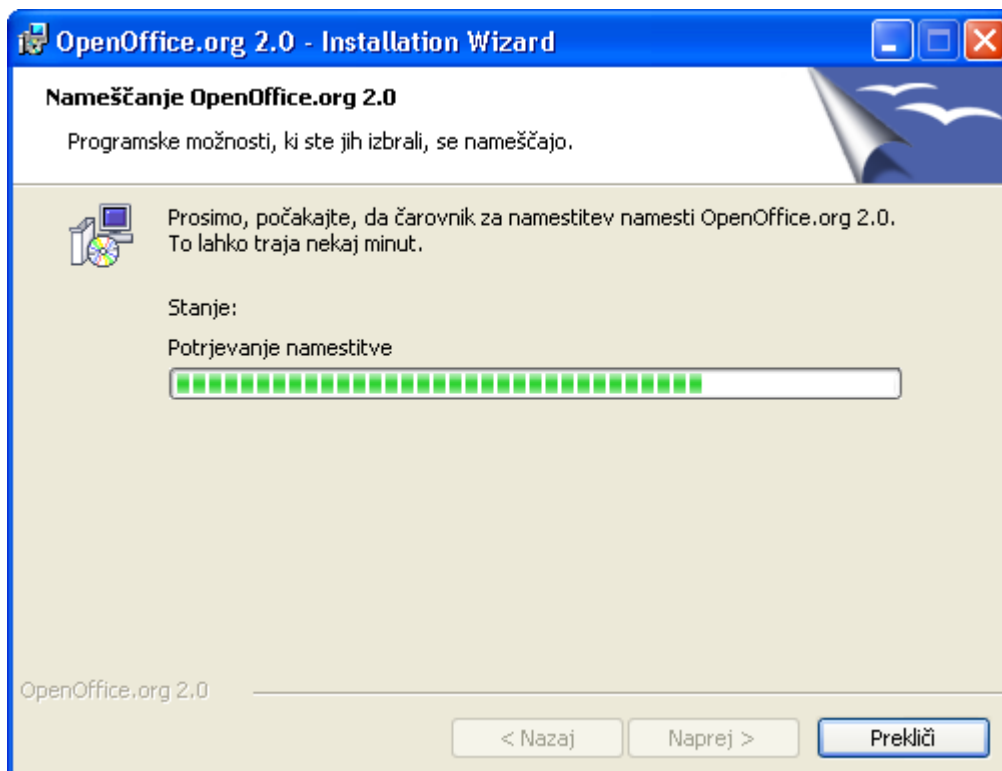 OpenOffice.org 2.0 - Installation Wizard
Nameščanje OpenOffice.org 2.0
Programske možnosti, ki ste jih izbrali, se nameščajo.
Prosimo, počakajte, da čarovnik za namestitev namesti OpenOffice.org 2.0.
To lahko traja nekaj minut.
Stanje:
Potrjevanje namestitve
OpenOffice.org 2.0
< Nazaj
Naprej >
Prekliči